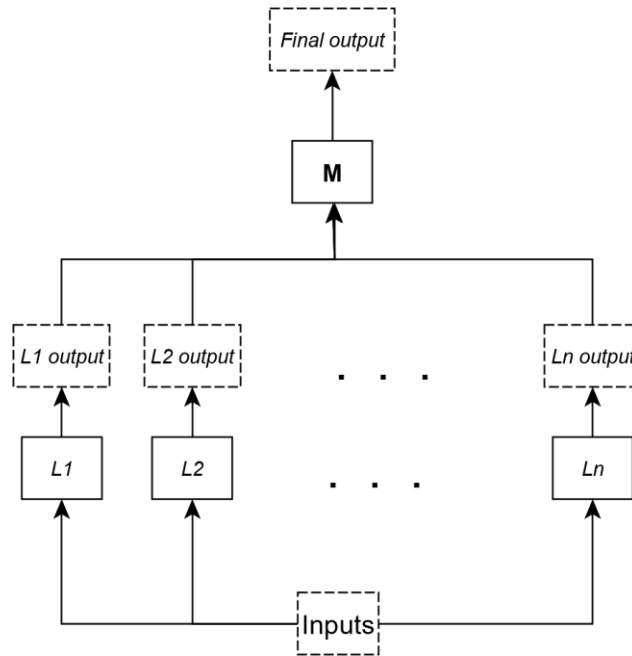 Final output
M
L1 output
L2 output
. . .
Ln output
L1
L2
. . .
Ln
Inputs